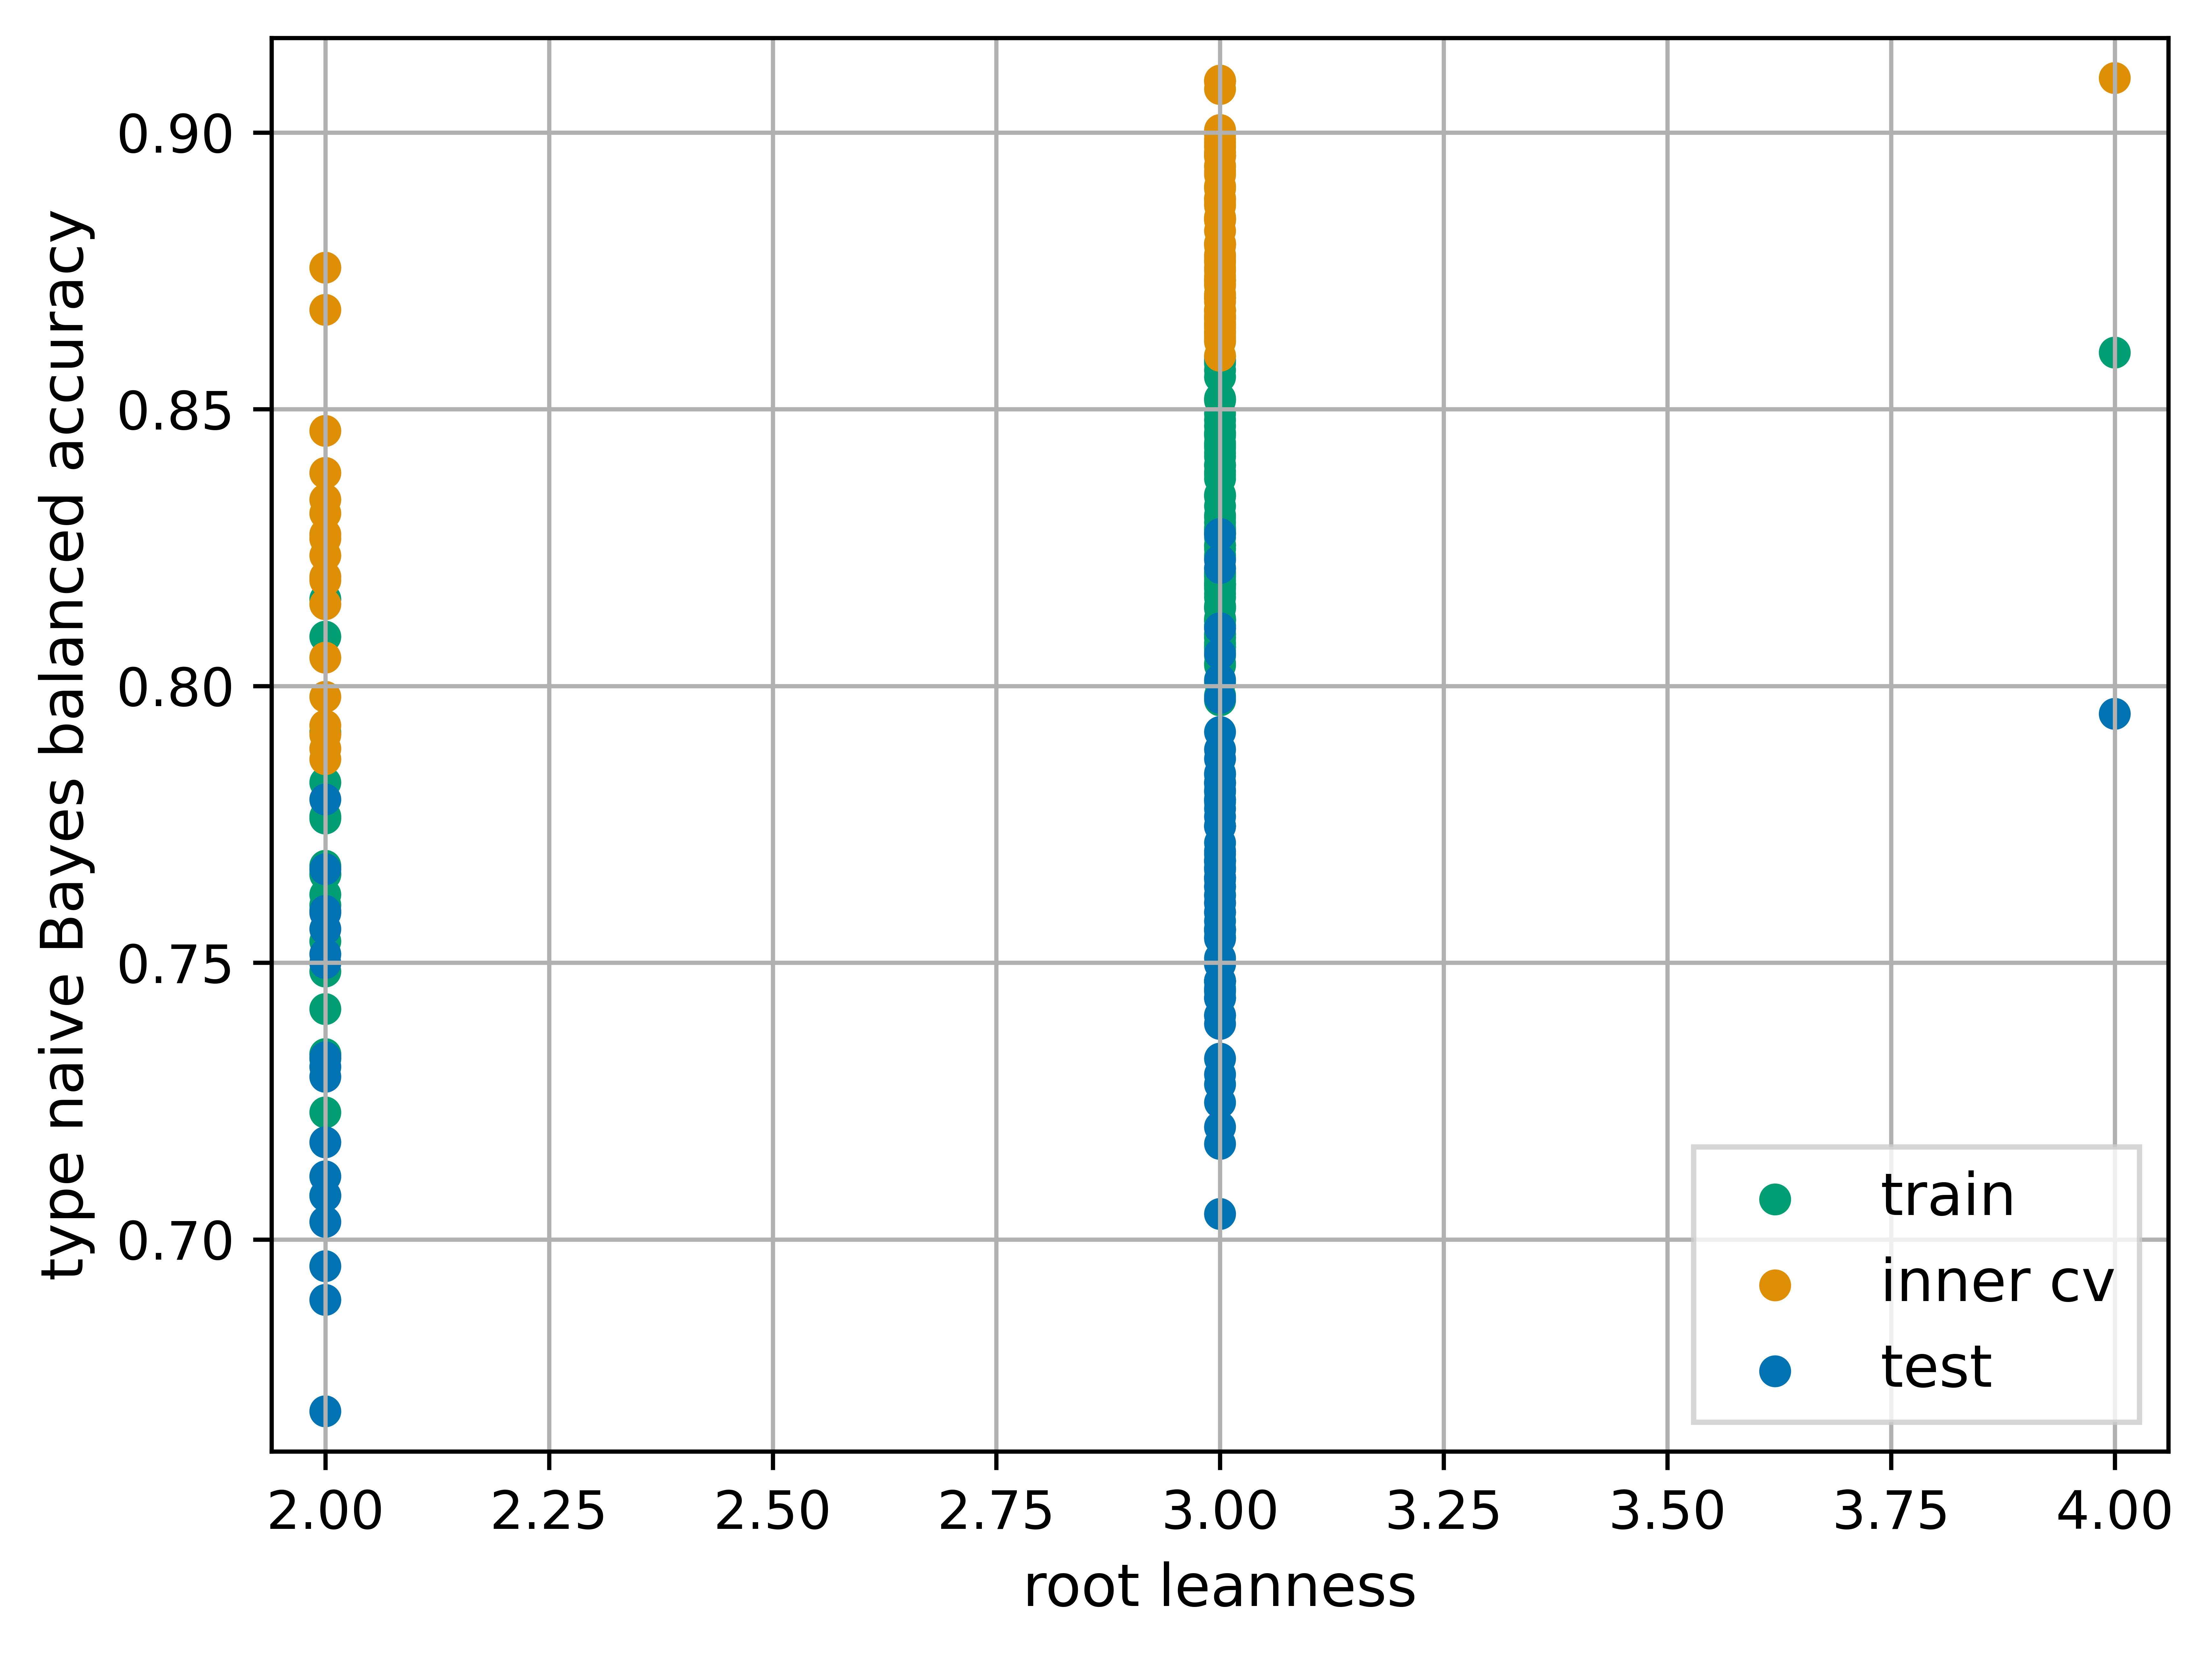 type naive Bayes balanced accuracy
0.90
0.85
0.80
0.75
0.70
2.00 2.25 2.50 2.75 3.00 3.25 3.50 3.75 4.00
root leanness
train
inner cv
test